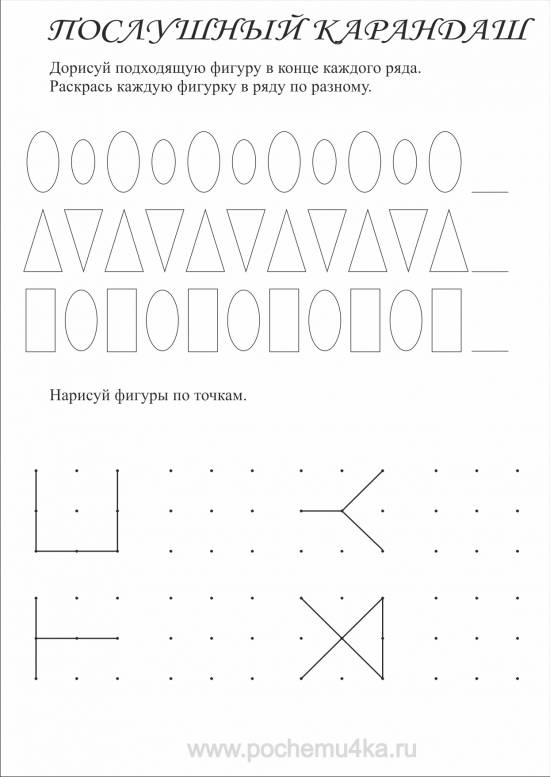 ПОСЛУШНЫЙ КАРАНДАШ
Дорисуй подходящую фигуру в конце каждого ряда.
Раскрась каждую фигурку в ряду по разному.
Нарисуй фигуры по точкам.
www.pochemu4ka.ru